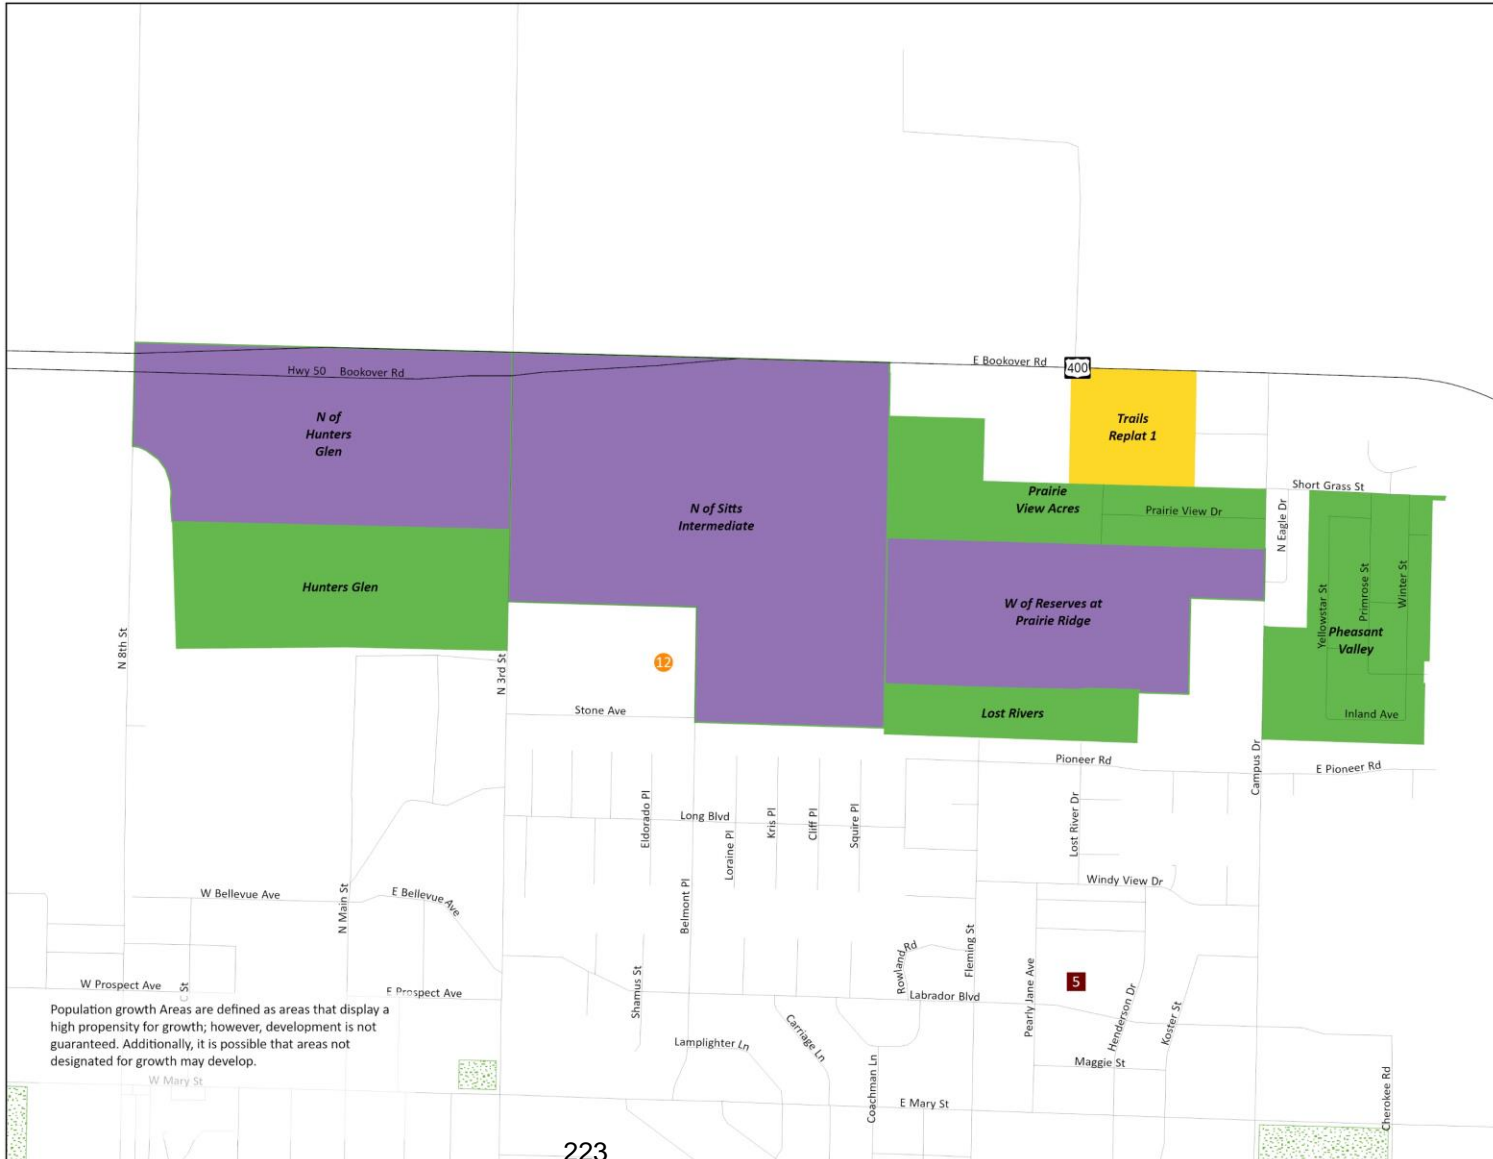 E Bookover Rd
400
Hwy 50 Bookover Rd
N of
Hunters
Glen
Trails
Replat 1
Short Grass St
Prairie
View Acres
Prairie View Dr
N of Sitts
Intermediate
N Eagle Dr
Hunters Glen
W of Reserves at
Prairie Ridge
Yellowstar St
Primrose St
Winter St
Pheasant
Valley
N 8th St
N 3rd St
12
Stone Ave
Lost Rivers
Inland Ave
Pioneer Rd
E Pioneer Rd
Campus Dr
Eldorado Pl
Long Blvd
Loraine Pl
Kris Pl
Cliff Pl
Squire Pl
Lost River Dr
Windy View Dr
W Bellevue Ave
N Main St
E Bellevue Ave
Belmont Pl
Fleming St
Rowland Rd
W Prospect Ave
C St
E Prospect Ave
Shamus St
Labrador Blvd
Pearly Jane Ave
5
Henderson Dr
Koster St
Population growth Areas are defined as areas that display a
high propensity for growth; however, development is not
guaranteed. Additionally, it is possible that areas not
designated for growth may develop.
Lamplighter Ln
Carriage Ln
Coachman Ln
Maggie St
W Mary St
E Mary St
Cherokee Rd
223